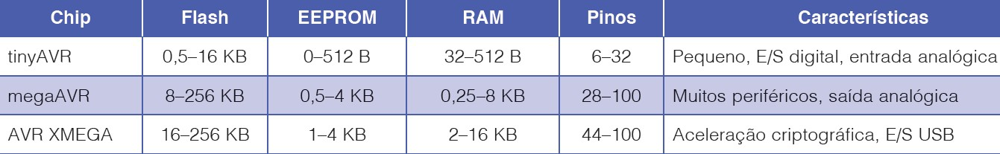 Chip Flash EEPROM RAM Pinos Características
tinyAVR 0,5–16 KB 0–512 B 32–512 B 6–32 Pequeno, E/S digital, entrada analógica
megaAVR 8–256 KB 0,5–4 KB 0,25–8 KB 28–100 Muitos periféricos, saída analógica
AVR XMEGA 16–256 KB 1–4 KB 2–16 KB 44–100 Aceleração criptográfica, E/S USB